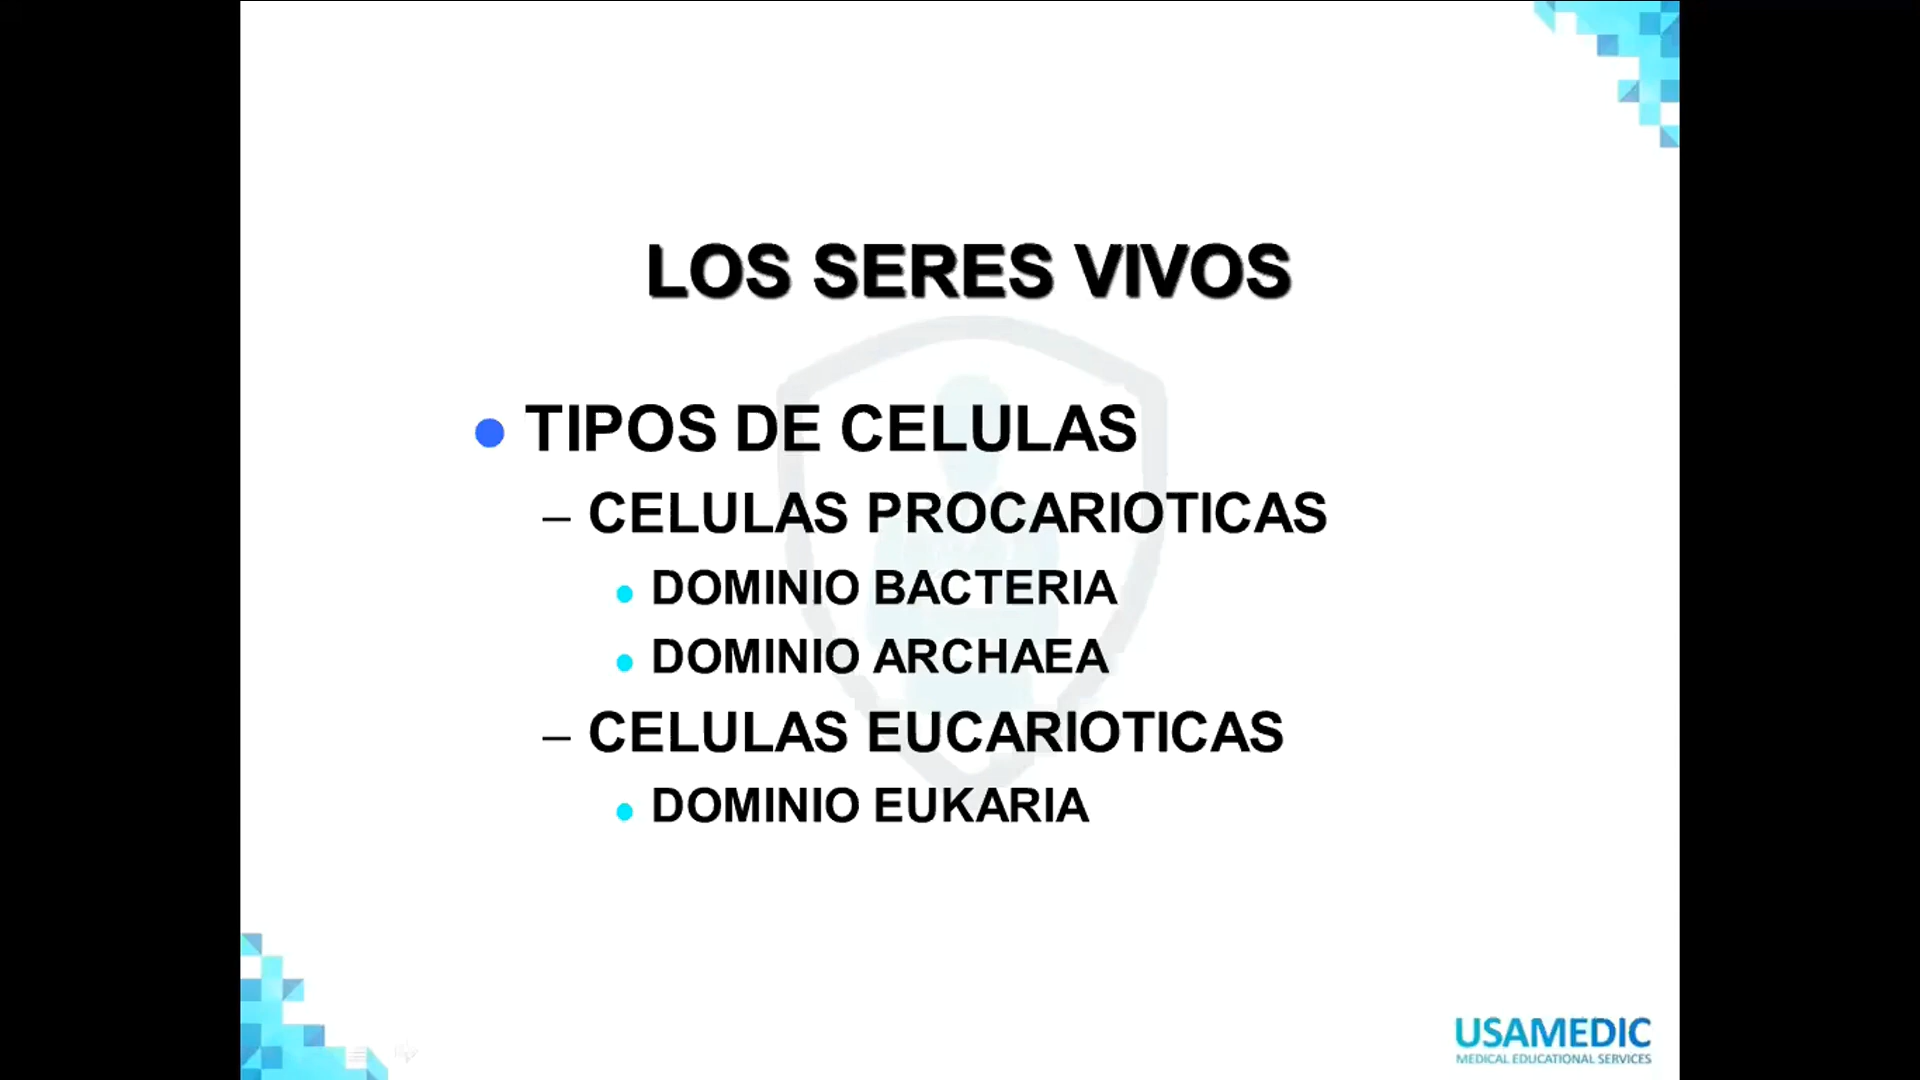 LOS SERES VIVOS
● TIPOS DE CELULAS
– CELULAS PROCARIOTICAS
● DOMINIO BACTERIA
● DOMINIO ARCHAEA
– CELULAS EUCARIOTICAS
● DOMINIO EUKARIA
USAMEDIC
MEDICAL EDUCATIONAL SERVICES